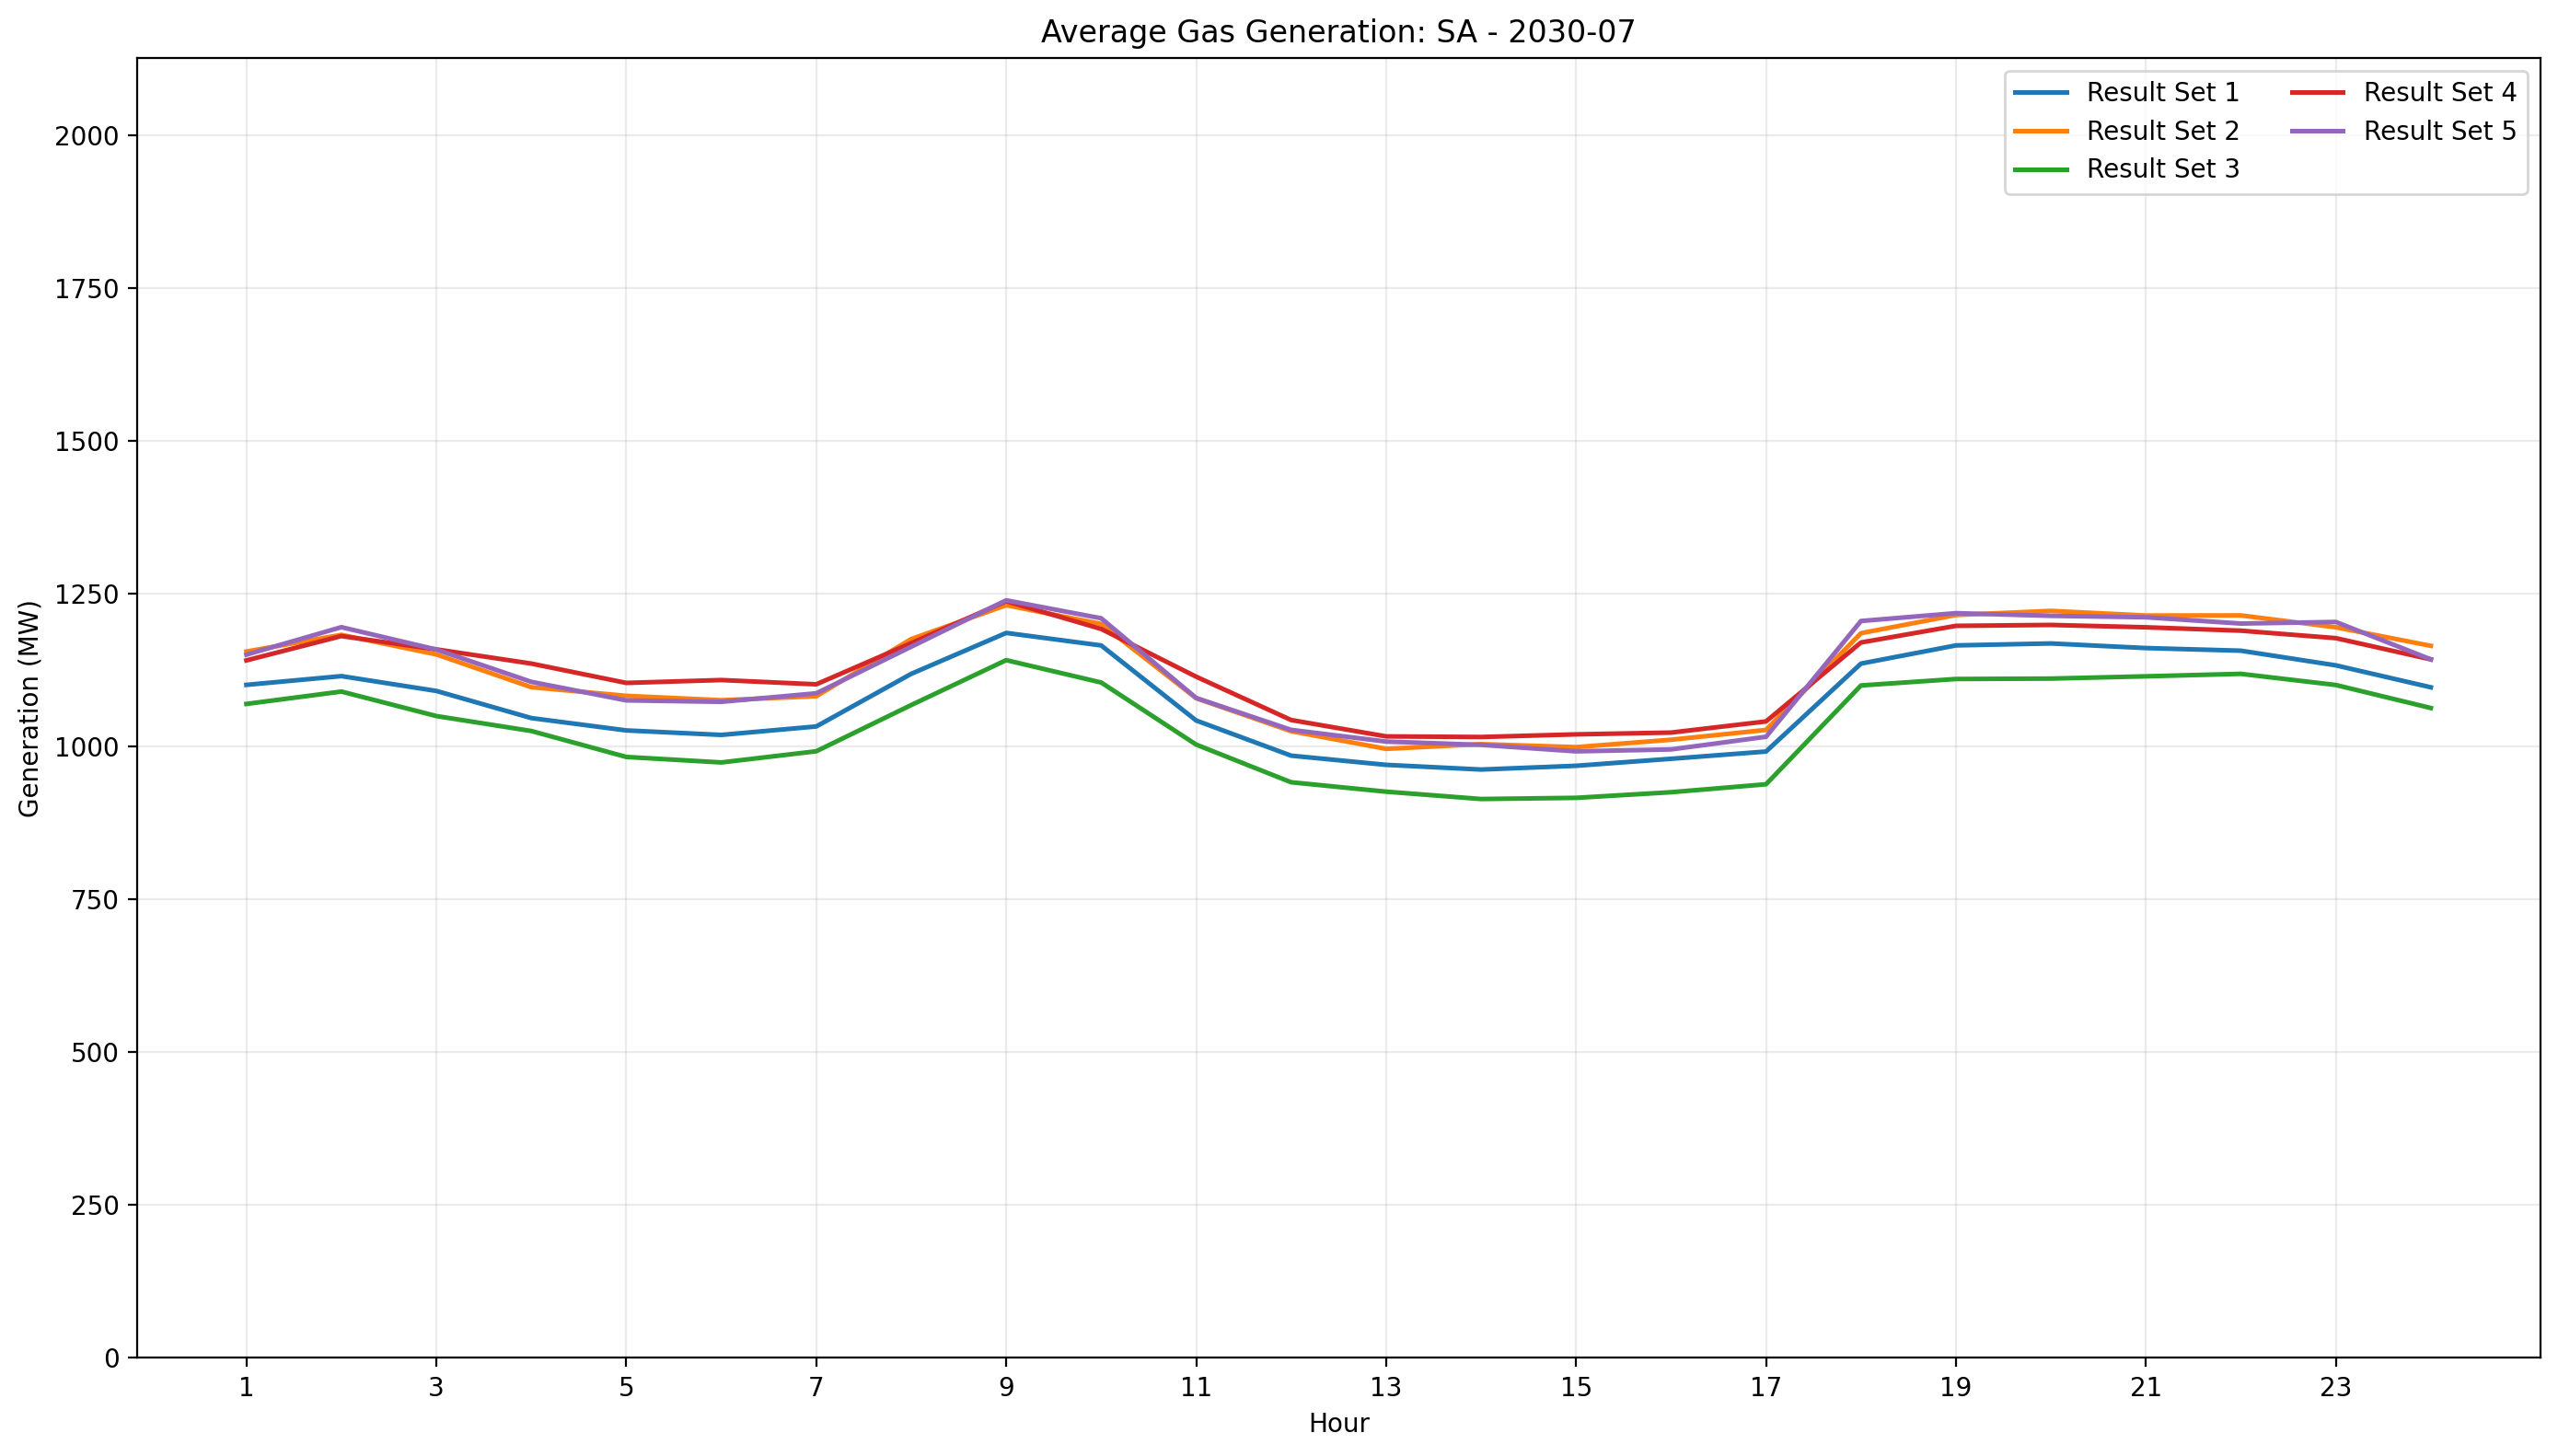 Average Gas Generation: SA - 2030-07
Result Set 1
Result Set 2
Result Set 3
Result Set 4
Result Set 5
Generation (MW)
2000
1750
1500
1250
1000
750
500
250
0
1 3 5 7 9 11 13 15 17 19 21 23
Hour